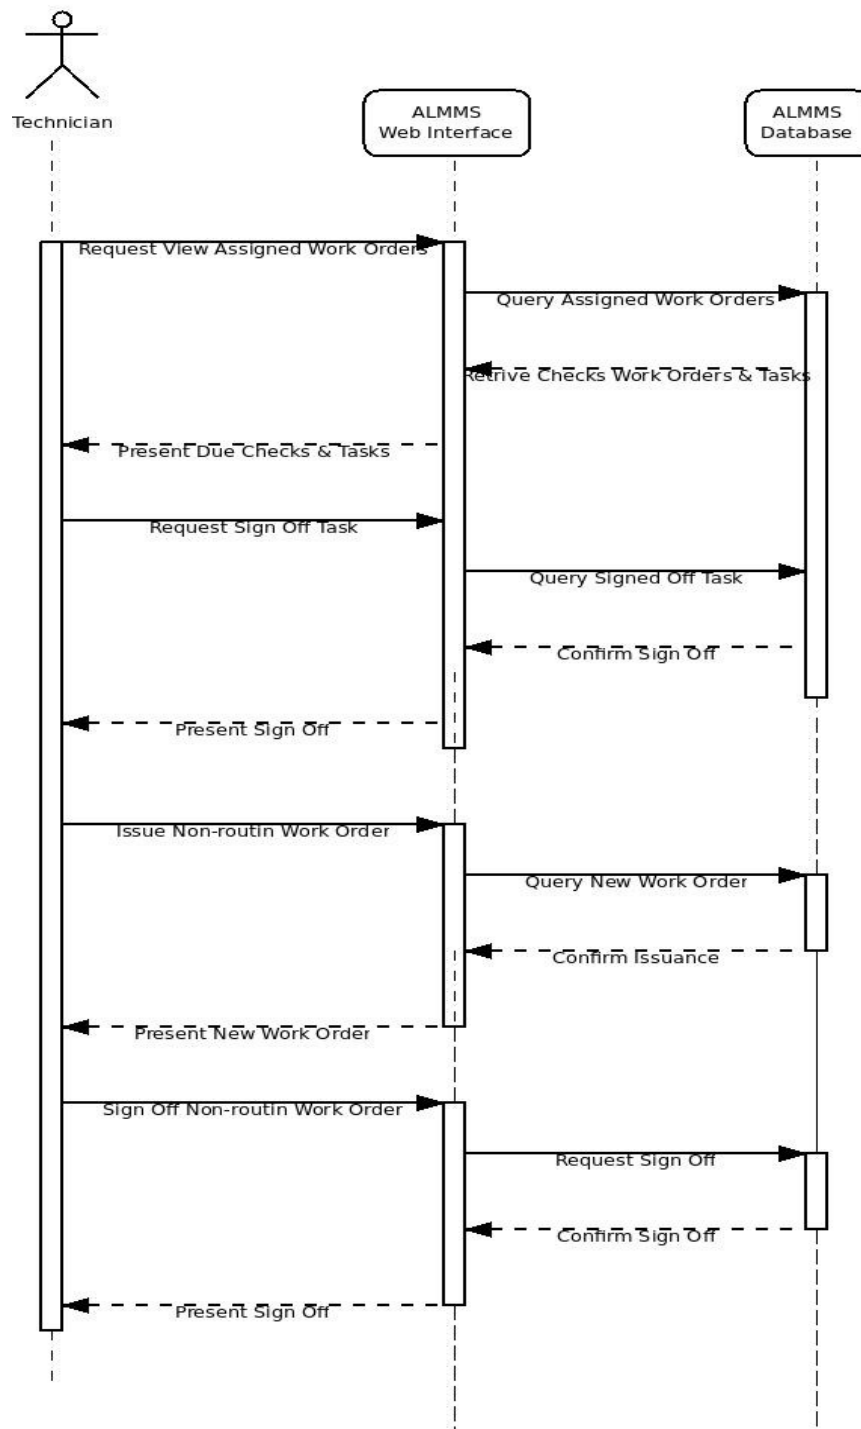 Technician
ALMMS
Web Interface
ALMMS
Database
Request View Assigned Work Orders
Query Assigned Work Orders
Retrive Checks Work Orders & Tasks
Present Due Checks & Tasks
Request Sign Off Task
Query Signed Off Task
Confirm Sign Off
Present Sign Off
Issue Non-routin Work Order
Query New Work Order
Confirm Issuance
Present New Work Order
Sign Off Non-routin Work Order
Request Sign Off
Confirm Sign Off
Present Sign Off